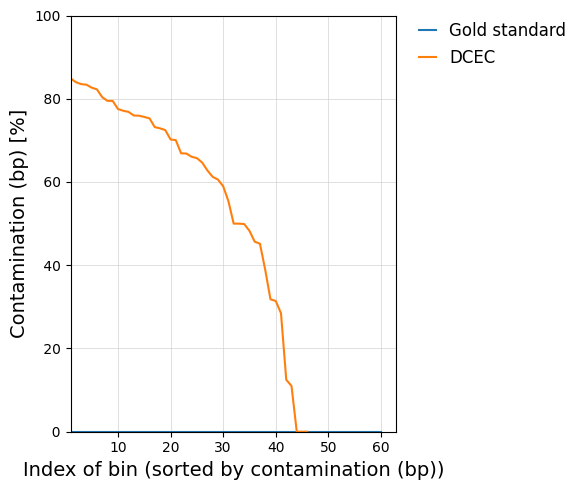 Gold standard
DCEC
Contamination (bp) [%]
100
80
60
40
20
0
10 20 30 40 50 60
Index of bin (sorted by contamination (bp))